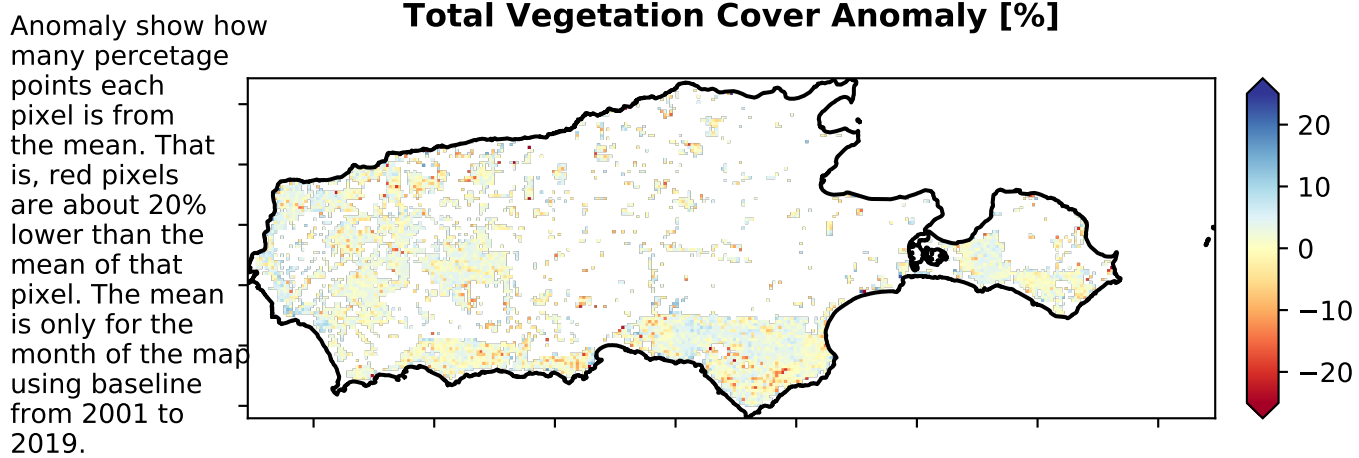 Total Vegetation Cover Anomaly [%]
Anomaly show how
many percetage
points each
pixel is from
the mean. That
is, red pixels
are about 20%
lower than the
mean of that
pixel. The mean
is only for the
month of the map
using baseline
from 2001 to
2019.
20
10
0
−10
−20